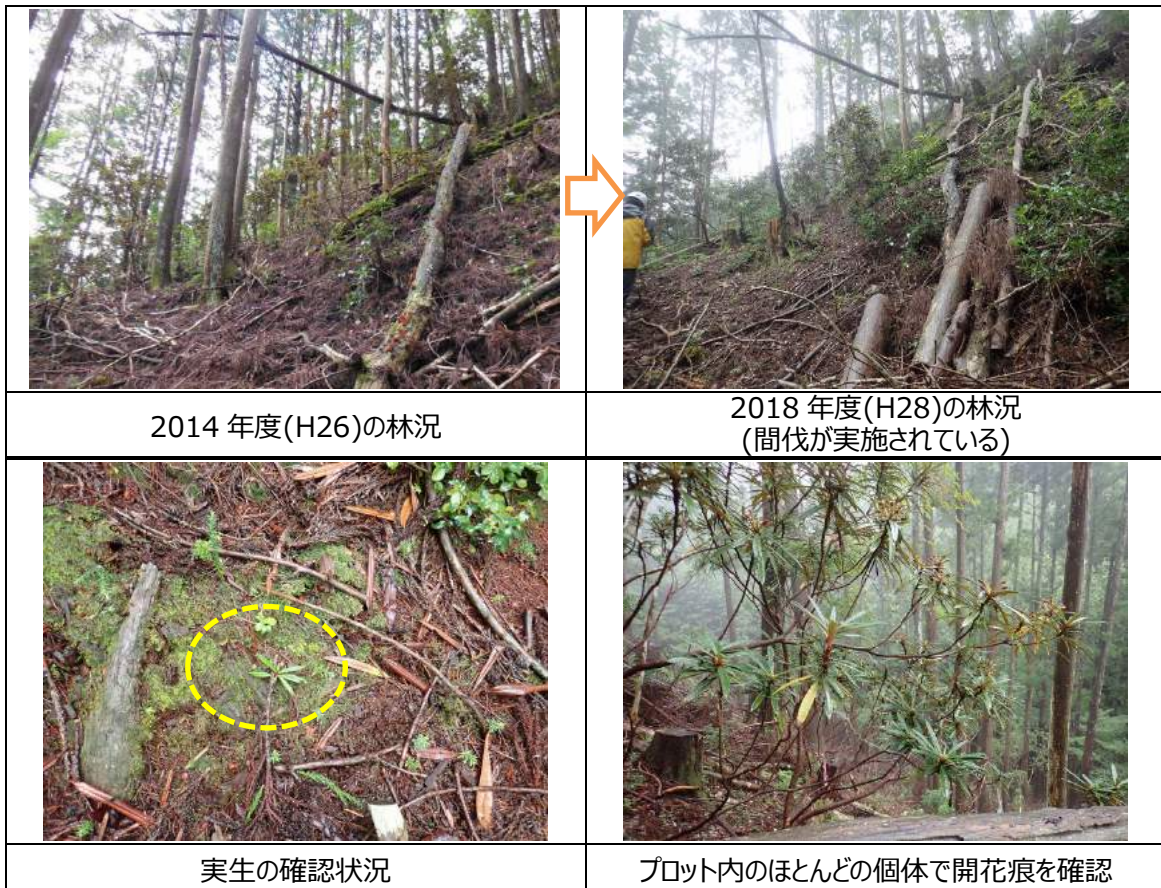 2014 年度(H26)の林況
2018 年度(H28)の林況
(間伐が実施されている)
実生の確認状況
プロット内のほとんどの個体で開花痕を確認